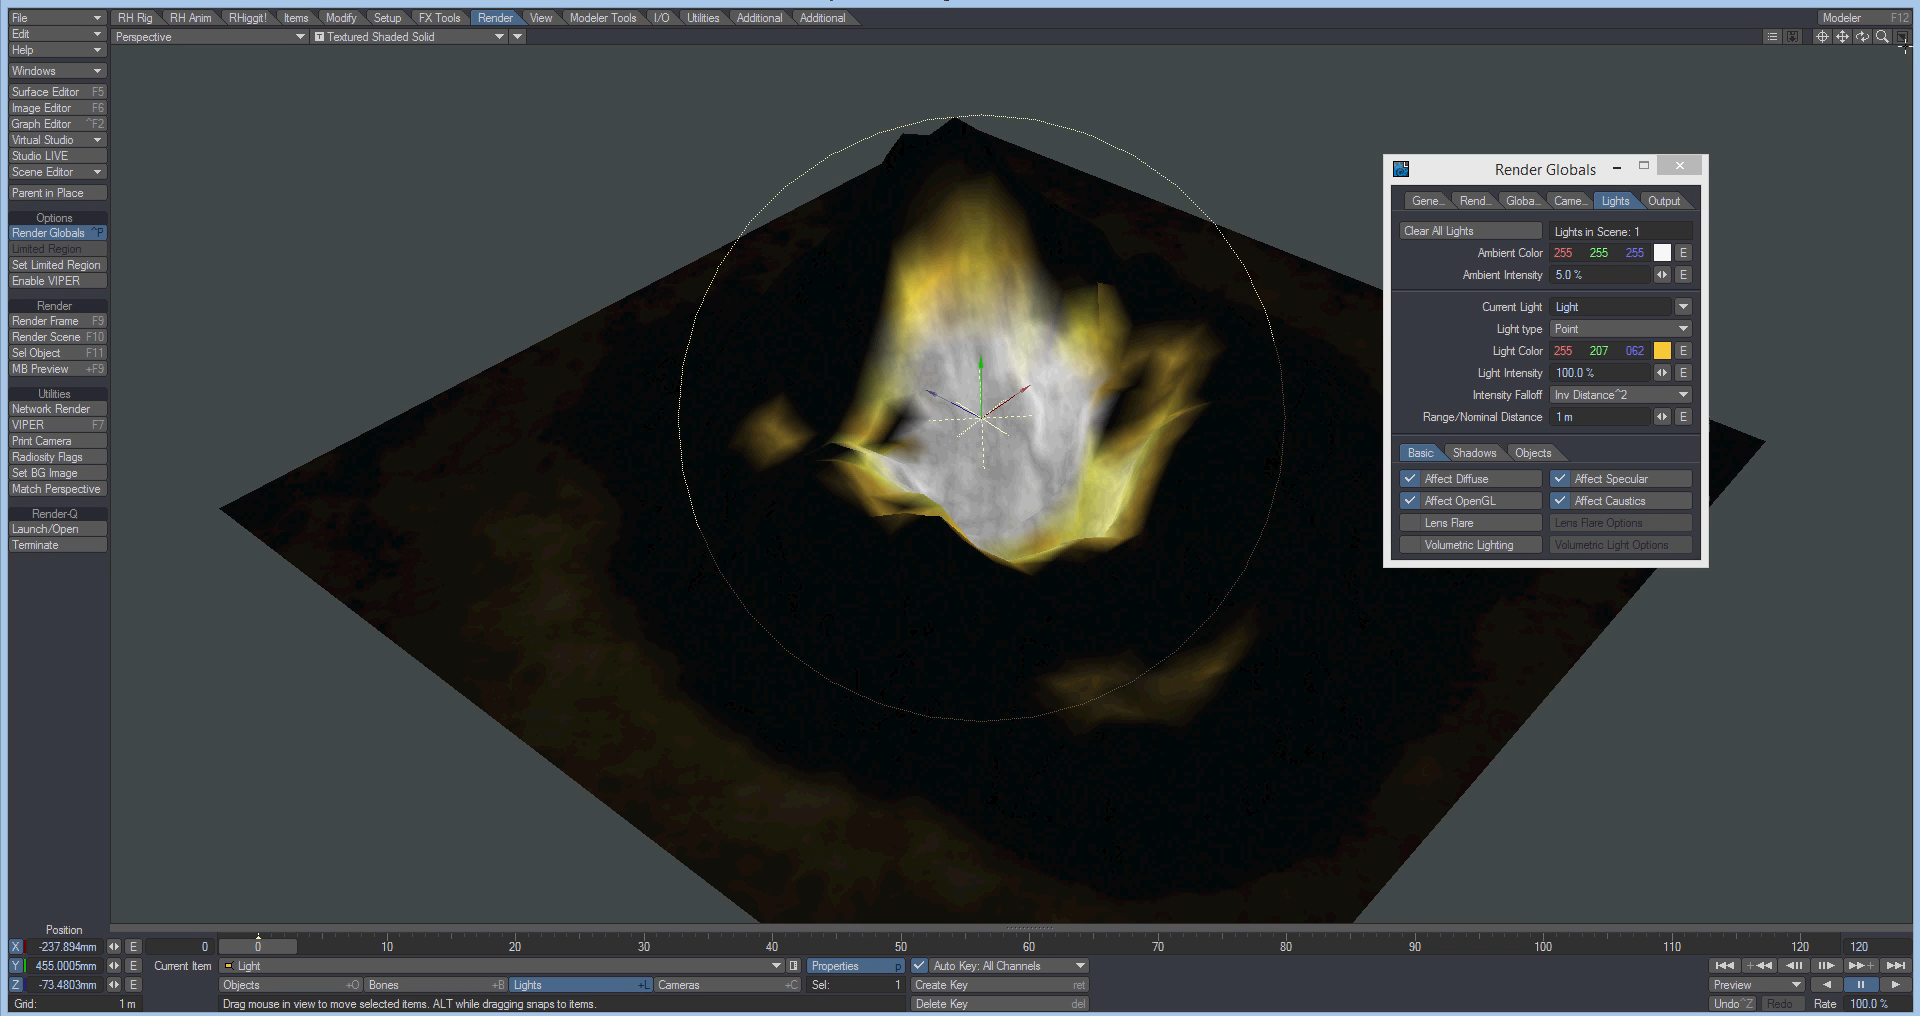 File
RH Rig RH Anim RHiggit! Items Modify Setup FX Tools Render View Modeler Tools I/O Utilities Additional Additional
Modeler F12
Edit
Perspective
T Textured Shaded Solid
Help
Windows
Surface Editor F5
Image Editor F6
Graph Editor ^F2
Virtual Studio
Studio LIVE
Scene Editor
Parent in Place
Options
Render Globals ^P
Limited Region
Set Limited Region
Enable VIPER
Render
Render Frame F9
Render Scene F10
Sel Object F11
MB Preview +F9
Utilities
Network Render
VIPER F7
Print Camera
Radiosity Flags
Set BG Image
Match Perspective
Render-Q
Launch/Open
Terminate
Render Globals
Gene... Rend... Globa... Came... Lights Output
Clear All Lights Lights in Scene: 1
Ambient Color 255 255 255 E
Ambient Intensity 5.0 % E
Current Light Light
Light type Point
Light Color 255 207 062 E
Light Intensity 100.0 % E
Intensity Falloff Inv Distance^2
Range/Nominal Distance 1 m E
Basic Shadows Objects
Affect Diffuse Affect Specular
Affect OpenGL Affect Caustics
Lens Flare Lens Flare Options
Volumetric Lighting Volumetric Light Options
Position
X -237.894mm E 0 0 10 20 30 40 50 60 70 80 90 100 110 120 120
Y 455.0005mm E Current Item Light Properties p Auto Key: All Channels
Z -73.4803mm E Objects +O Bones +B Lights +L Cameras +C Sel: 1 Create Key ret Preview
Grid: 1 m Drag mouse in view to move selected items. ALT while dragging snaps to items. Delete Key del Undo ^Z Redo Rate 100.0 %